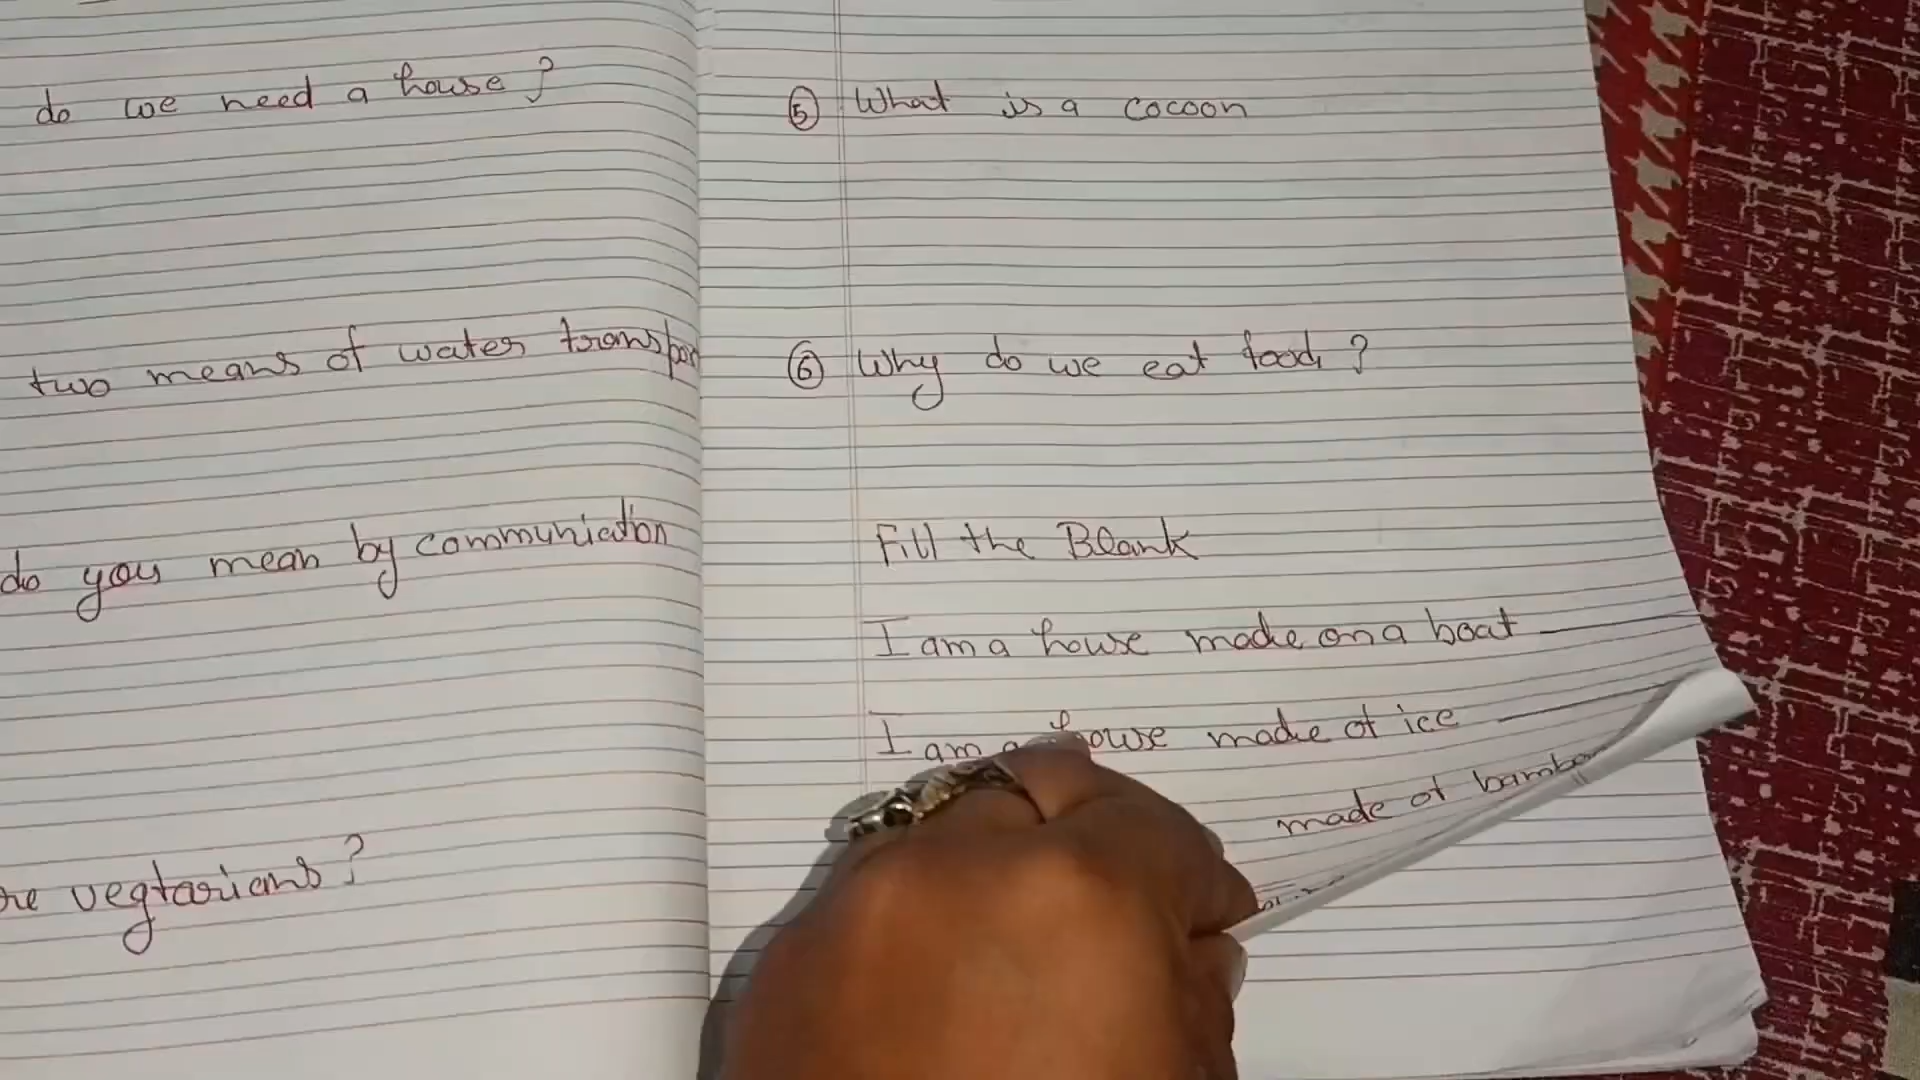 do we need a house?
two means of water transpor
do you mean by communication
re vegtarians?
⑤ What is a cocoon
⑥ Why do we eat food?
Fill the Blank
I am a house made on a boat
I am a house made of ice
made of bamboo